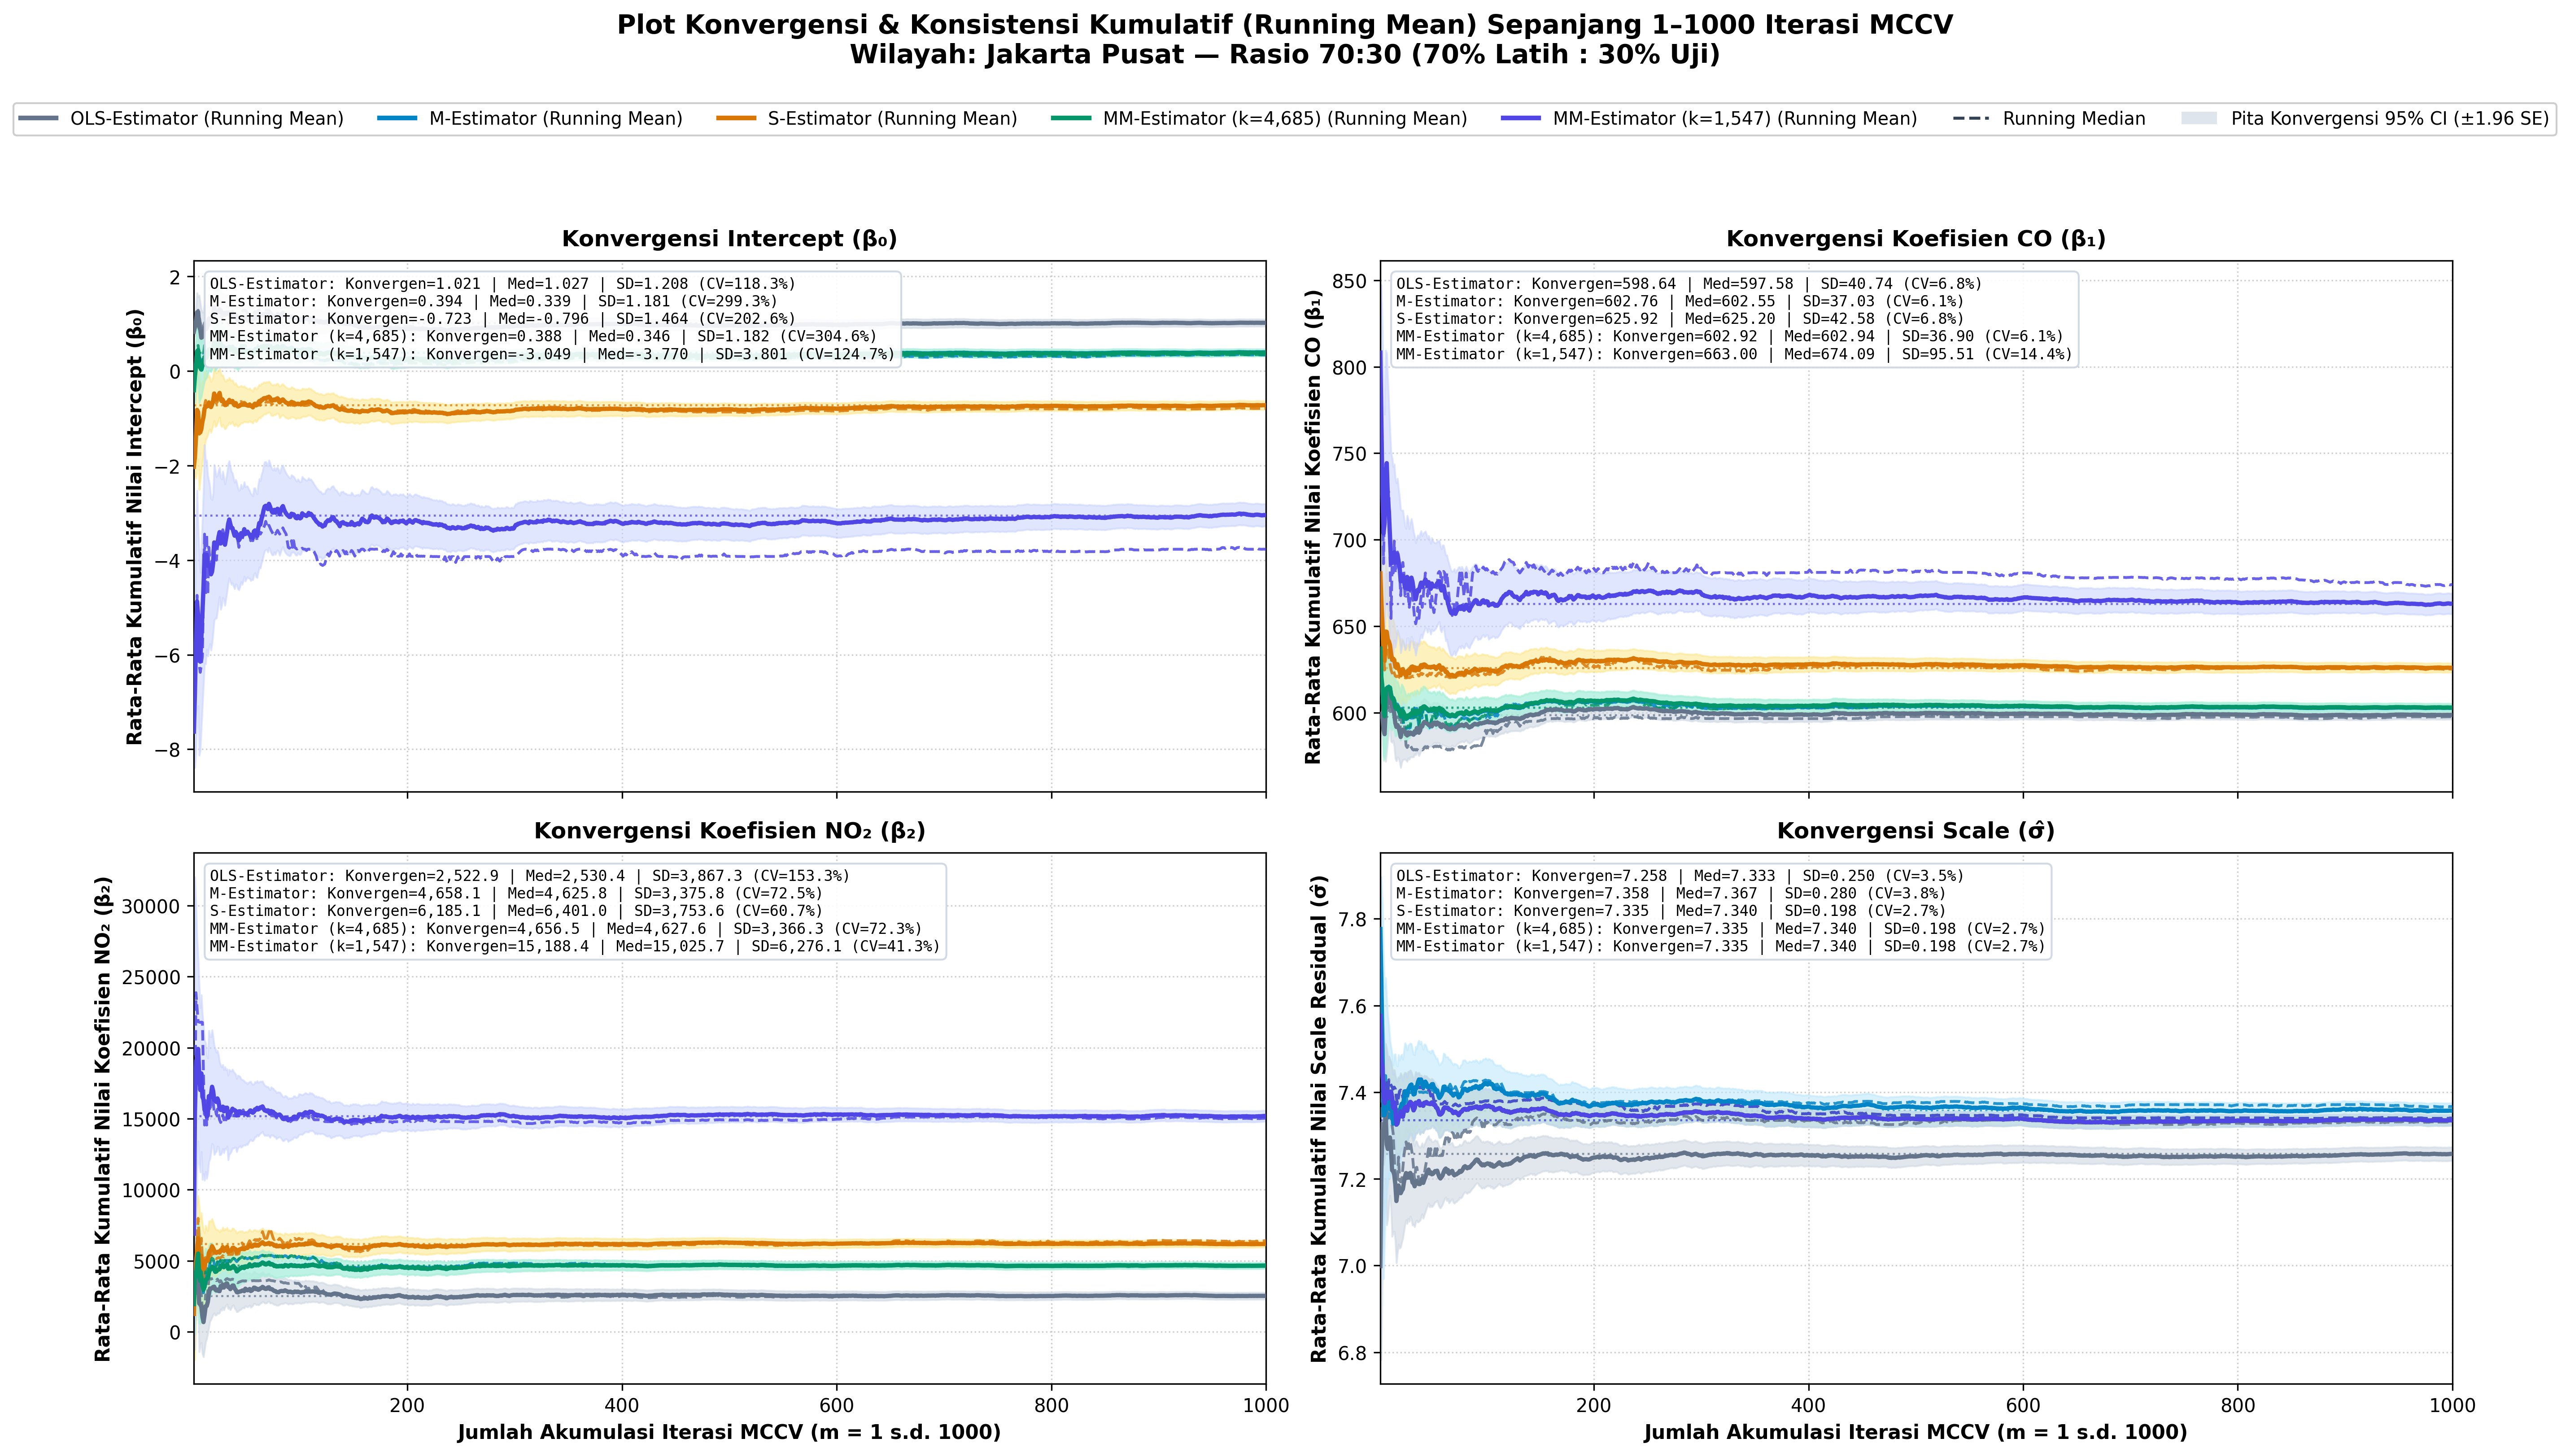 Plot Konvergensi & Konsistensi Kumulatif (Running Mean) Sepanjang 1–1000 Iterasi MCCV
Wilayah: Jakarta Pusat — Rasio 70:30 (70% Latih : 30% Uji)
OLS-Estimator (Running Mean)
M-Estimator (Running Mean)
S-Estimator (Running Mean)
MM-Estimator (k=4,685) (Running Mean)
MM-Estimator (k=1,547) (Running Mean)
Running Median
Pita Konvergensi 95% CI (±1.96 SE)
Konvergensi Intercept (β₀)
Rata-Rata Kumulatif Nilai Intercept (β₀)
2
0
−2
−4
−6
−8
OLS-Estimator: Konvergen=1.021 | Med=1.027 | SD=1.208 (CV=118.3%)
M-Estimator: Konvergen=0.394 | Med=0.339 | SD=1.181 (CV=299.3%)
S-Estimator: Konvergen=-0.723 | Med=-0.796 | SD=1.464 (CV=202.6%)
MM-Estimator (k=4,685): Konvergen=0.388 | Med=0.346 | SD=1.182 (CV=304.6%)
MM-Estimator (k=1,547): Konvergen=-3.049 | Med=-3.770 | SD=3.801 (CV=124.7%)
Konvergensi Koefisien CO (β₁)
Rata-Rata Kumulatif Nilai Koefisien CO (β₁)
850
800
750
700
650
600
OLS-Estimator: Konvergen=598.64 | Med=597.58 | SD=40.74 (CV=6.8%)
M-Estimator: Konvergen=602.76 | Med=602.55 | SD=37.03 (CV=6.1%)
S-Estimator: Konvergen=625.92 | Med=625.20 | SD=42.58 (CV=6.8%)
MM-Estimator (k=4,685): Konvergen=602.92 | Med=602.94 | SD=36.90 (CV=6.1%)
MM-Estimator (k=1,547): Konvergen=663.00 | Med=674.09 | SD=95.51 (CV=14.4%)
Konvergensi Koefisien NO₂ (β₂)
Rata-Rata Kumulatif Nilai Koefisien NO₂ (β₂)
30000
25000
20000
15000
10000
5000
0
OLS-Estimator: Konvergen=2,522.9 | Med=2,530.4 | SD=3,867.3 (CV=153.3%)
M-Estimator: Konvergen=4,658.1 | Med=4,625.8 | SD=3,375.8 (CV=72.5%)
S-Estimator: Konvergen=6,185.1 | Med=6,401.0 | SD=3,753.6 (CV=60.7%)
MM-Estimator (k=4,685): Konvergen=4,656.5 | Med=4,627.6 | SD=3,366.3 (CV=72.3%)
MM-Estimator (k=1,547): Konvergen=15,188.4 | Med=15,025.7 | SD=6,276.1 (CV=41.3%)
200
400
600
800
1000
Jumlah Akumulasi Iterasi MCCV (m = 1 s.d. 1000)
Konvergensi Scale (σ̂)
Rata-Rata Kumulatif Nilai Scale Residual (σ̂)
7.8
7.6
7.4
7.2
7.0
6.8
OLS-Estimator: Konvergen=7.258 | Med=7.333 | SD=0.250 (CV=3.5%)
M-Estimator: Konvergen=7.358 | Med=7.367 | SD=0.280 (CV=3.8%)
S-Estimator: Konvergen=7.335 | Med=7.340 | SD=0.198 (CV=2.7%)
MM-Estimator (k=4,685): Konvergen=7.335 | Med=7.340 | SD=0.198 (CV=2.7%)
MM-Estimator (k=1,547): Konvergen=7.335 | Med=7.340 | SD=0.198 (CV=2.7%)
200
400
600
800
1000
Jumlah Akumulasi Iterasi MCCV (m = 1 s.d. 1000)